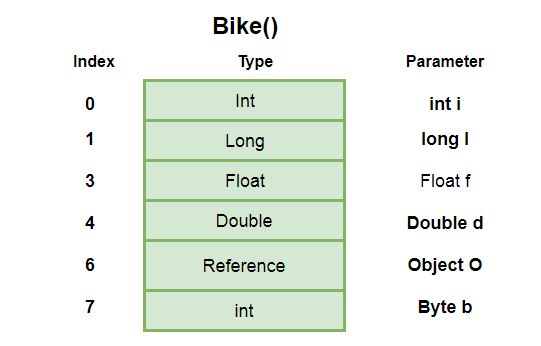 Bike()
Index Type Parameter
0 Int int i
1 Long long l
3 Float Float f
4 Double Double d
6 Reference Object O
7 int Byte b